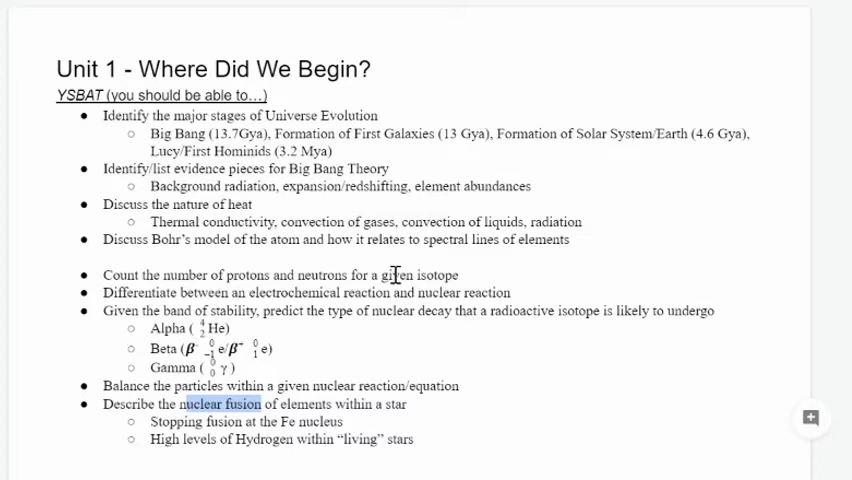 Unit 1 - Where Did We Begin?
YSBAT (you should be able to…)
● Identify the major stages of Universe Evolution
○ Big Bang (13.7Gya), Formation of First Galaxies (13 Gya), Formation of Solar System/Earth (4.6 Gya),
Lucy/First Hominids (3.2 Mya)
● Identify/list evidence pieces for Big Bang Theory
○ Background radiation, expansion/redshifting, element abundances
● Discuss the nature of heat
○ Thermal conductivity, convection of gases, convection of liquids, radiation
● Discuss Bohr's model of the atom and how it relates to spectral lines of elements
● Count the number of protons and neutrons for a given isotope
● Differentiate between an electrochemical reaction and nuclear reaction
● Given the band of stability, predict the type of nuclear decay that a radioactive isotope is likely to undergo
○ Alpha ( ⁴₂He)
○ Beta (β⁻ ⁰₋₁e/β⁺ ⁰₁e)
○ Gamma ( ⁰₀γ )
● Balance the particles within a given nuclear reaction/equation
● Describe the nuclear fusion of elements within a star
○ Stopping fusion at the Fe nucleus
○ High levels of Hydrogen within “living” stars